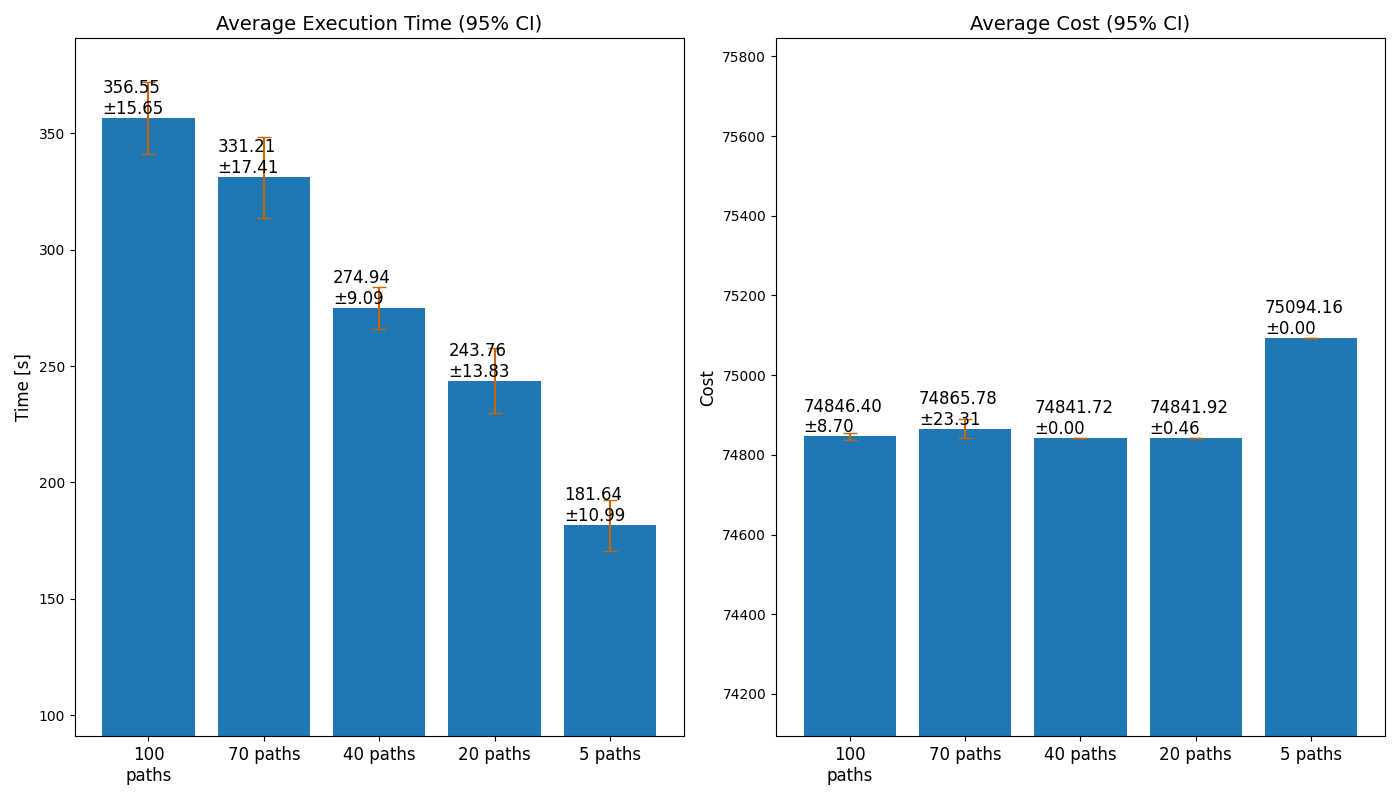 Average Execution Time (95% CI)
Time [s]
350
300
250
200
150
100
356.55
±15.65
331.21
±17.41
274.94
±9.09
243.76
±13.83
181.64
±10.99
100
paths
70 paths
40 paths
20 paths
5 paths
Average Cost (95% CI)
Cost
75800
75600
75400
75200
75000
74800
74600
74400
74200
74846.40
±8.70
74865.78
±23.31
74841.72
±0.00
74841.92
±0.46
75094.16
±0.00
100
paths
70 paths
40 paths
20 paths
5 paths